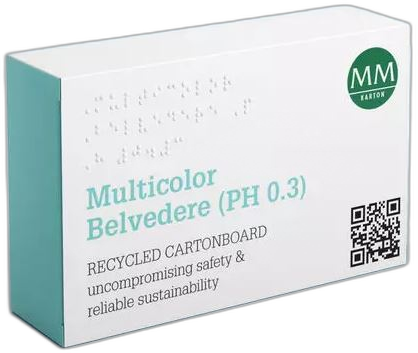 MM
KARTON
Multicolor
Belvedere (PH 0.3)
RECYCLED CARTONBOARD
uncompromising safety &
reliable sustainability